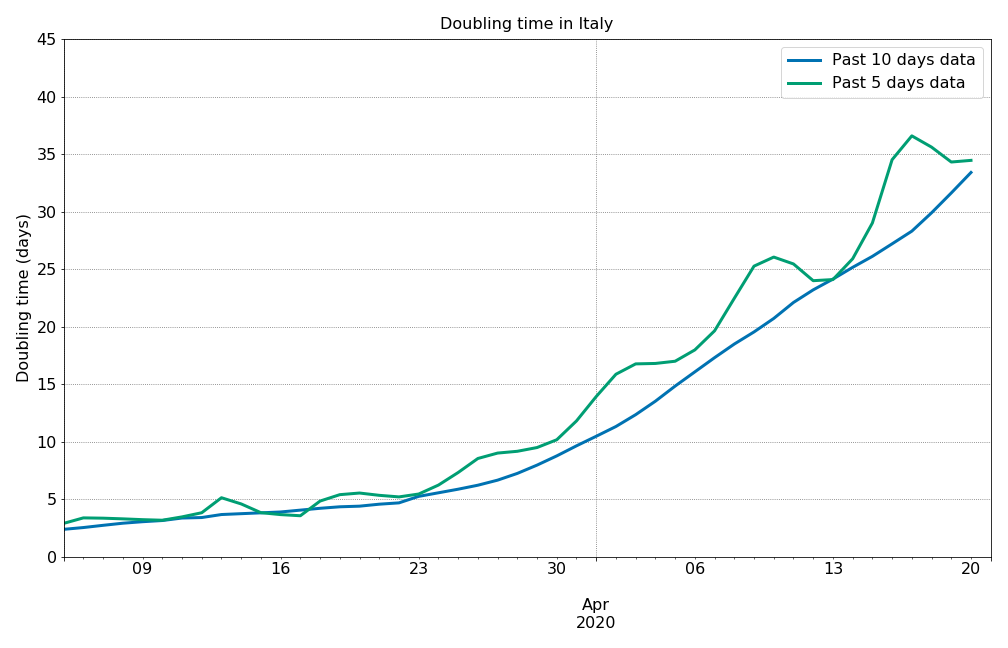 Doubling time in Italy
Past 10 days data
Past 5 days data
Doubling time (days)
45
40
35
30
25
20
15
10
5
0
09 16 23 30 06 13 20
Apr
2020